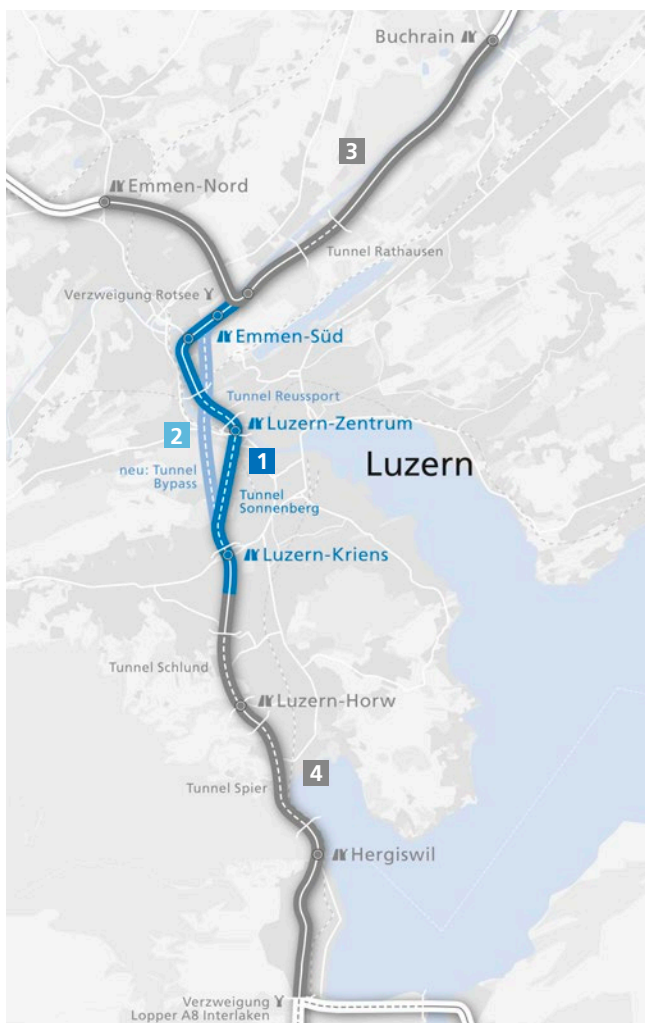 Buchrain
3
Emmen-Nord
Tunnel Rathausen
Verzweigung Rotsee
Emmen-Süd
Tunnel Reussport
Luzern-Zentrum
2
1
Luzern
neu: Tunnel
Bypass
Tunnel
Sonnenberg
Luzern-Kriens
Tunnel Schlund
Luzern-Horw
4
Tunnel Spier
Hergiswil
Verzweigung
Lopper A8 Interlaken